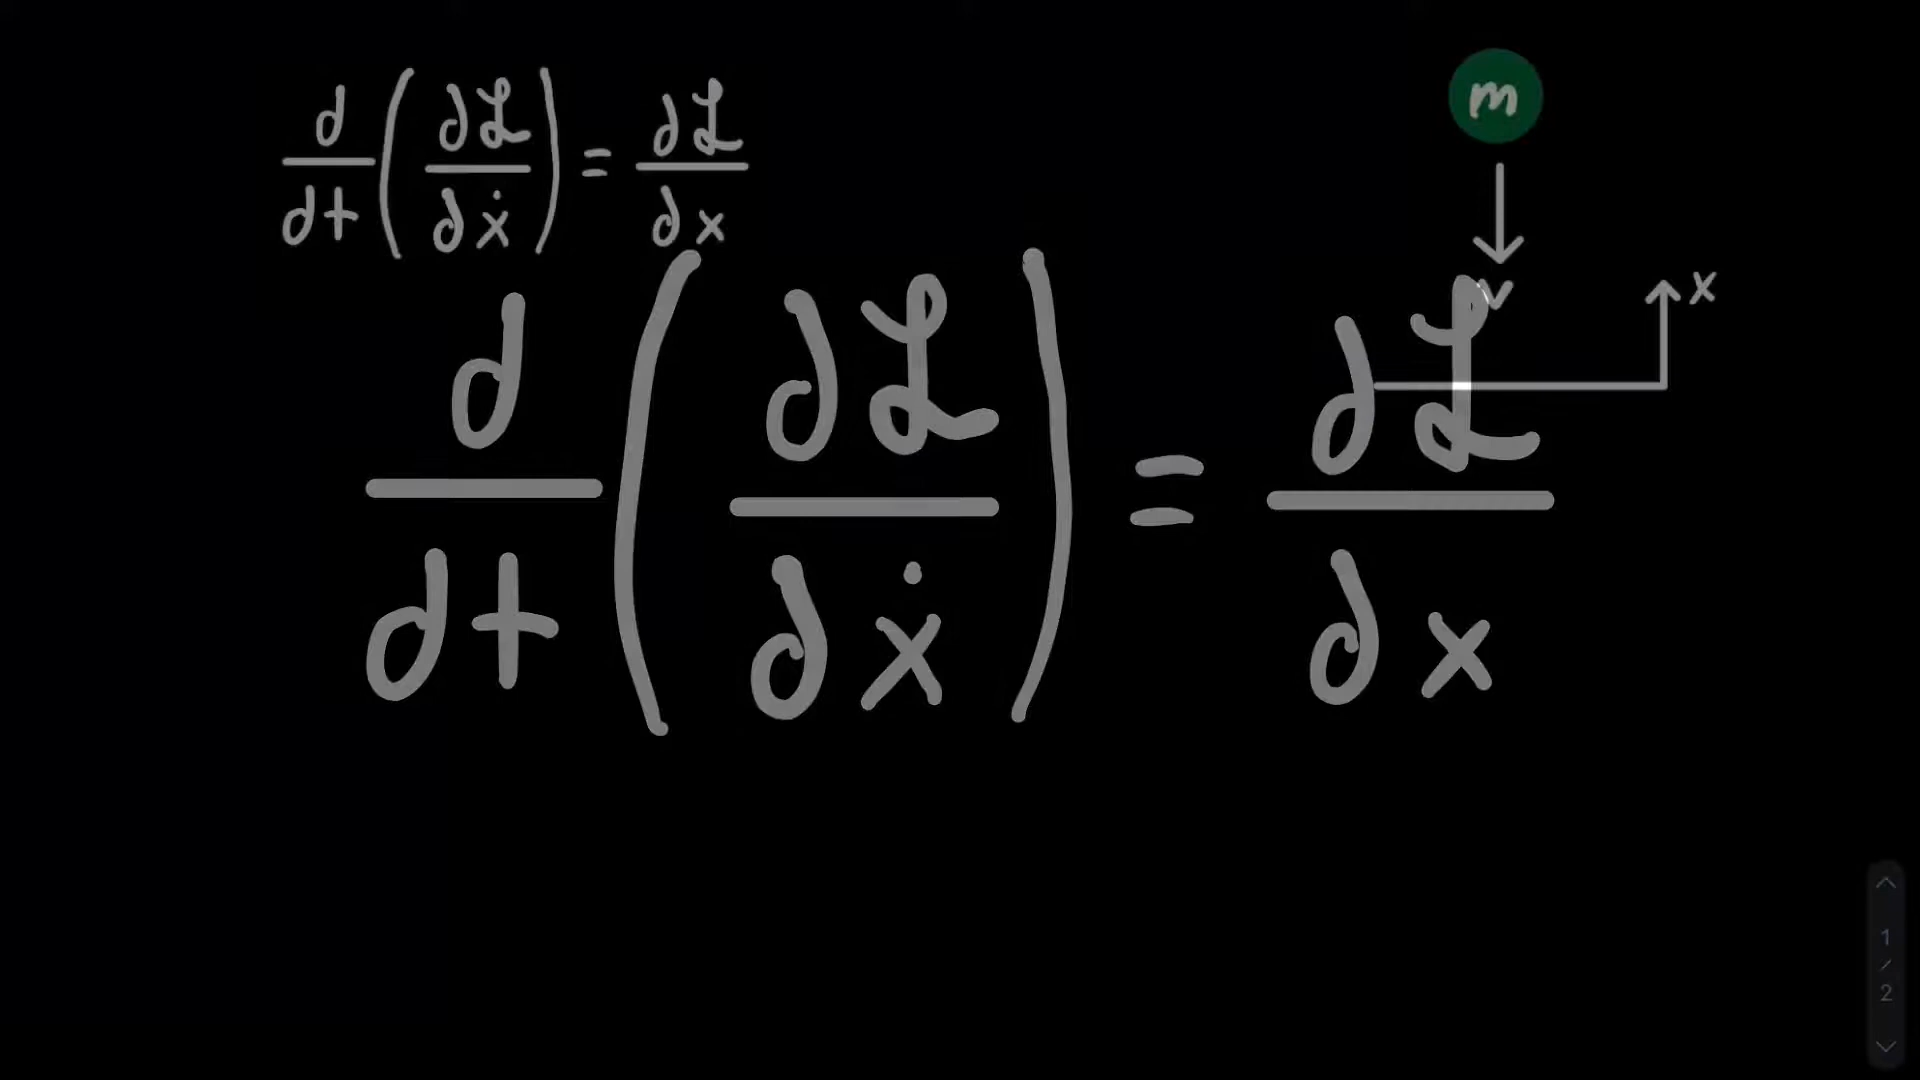 d/dt (∂ℒ/∂ẋ) = ∂ℒ/∂x
m
v
x
d/dt (∂ℒ/∂ẋ) = ∂ℒ/∂x
1
/
2